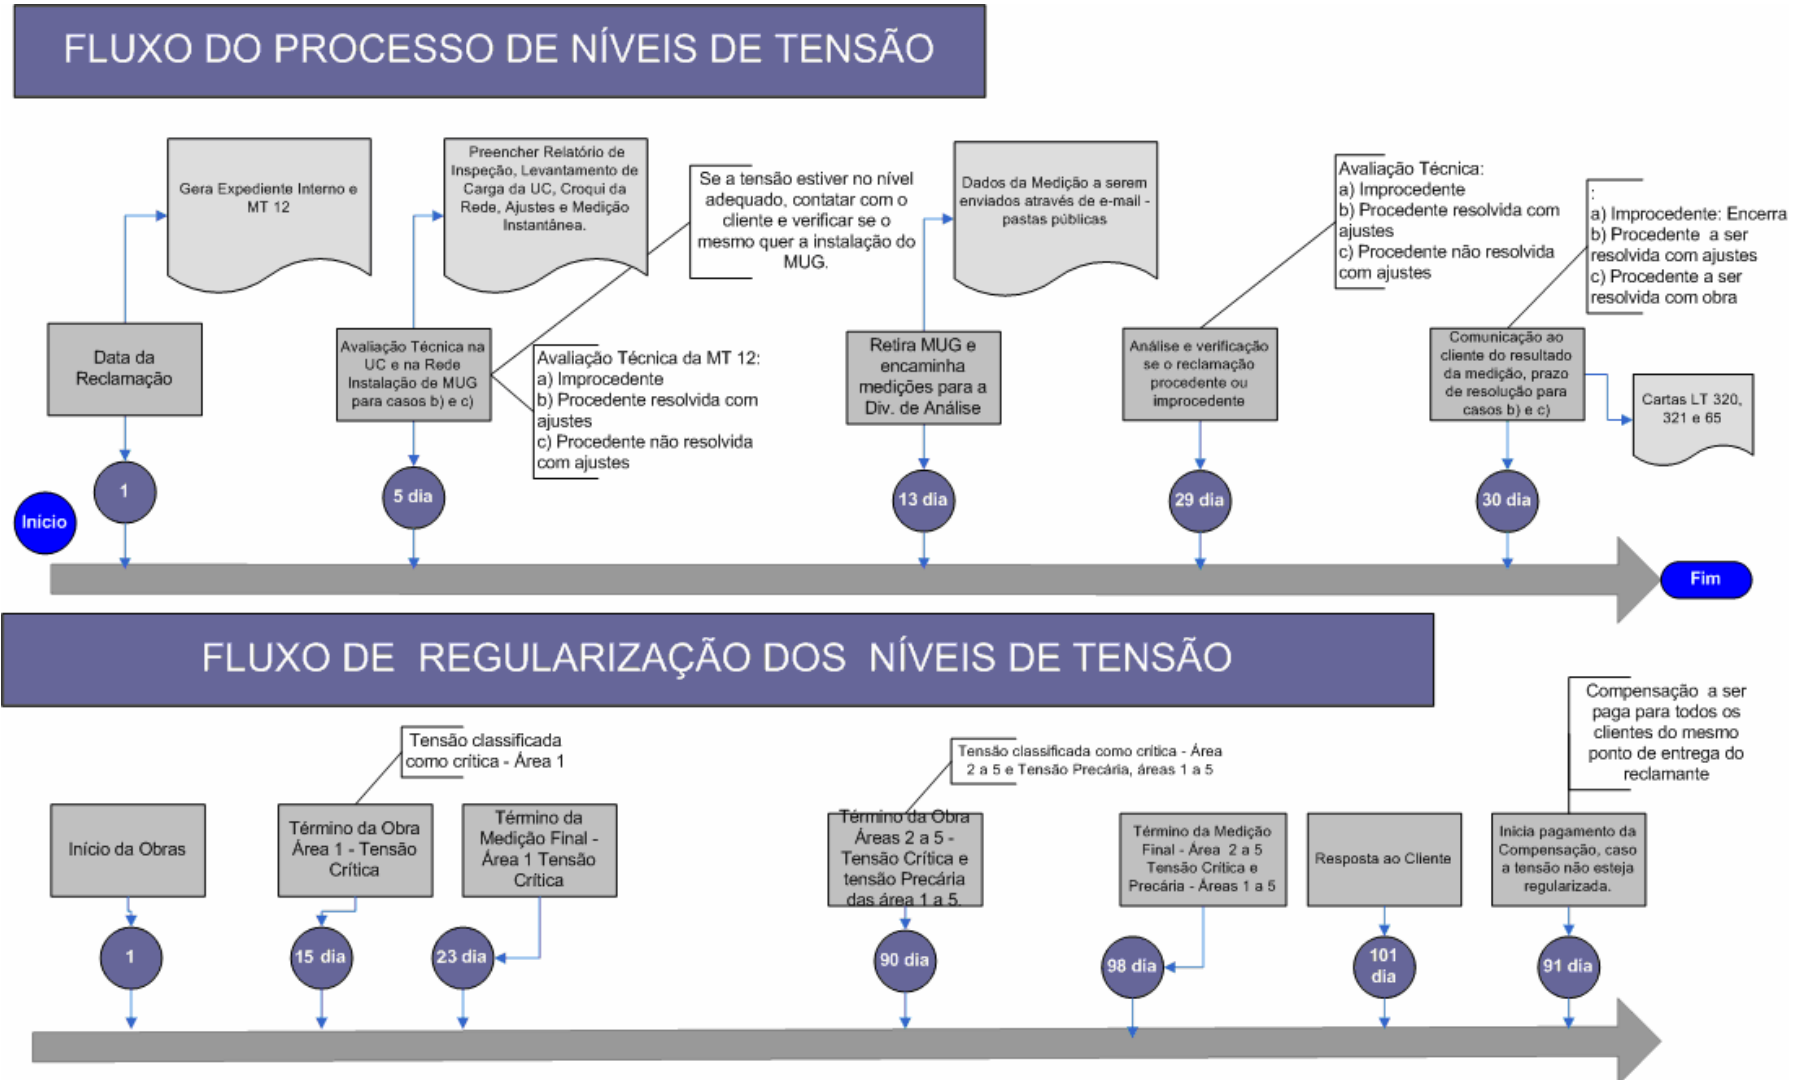 FLUXO DO PROCESSO DE NÍVEIS DE TENSÃO
Gera Expediente Interno e
MT 12
Preencher Relatório de
Inspeção, Levantamento de
Carga da UC, Croqui da
Rede, Ajustes e Medição
Instantânea.
Se a tensão estiver no nível
adequado, contatar com o
cliente e verificar se o
mesmo quer a instalação do
MUG.
Dados da Medição a serem
enviados através de e-mail -
pastas públicas
Avaliação Técnica:
a) Improcedente
b) Procedente resolvida com
ajustes
c) Procedente não resolvida
com ajustes
:
a) Improcedente: Encerra
b) Procedente a ser
resolvida com ajustes
c) Procedente a ser
resolvida com obra
Data da
Reclamação
Avaliação Técnica na
UC e na Rede
Instalação de MUG
para casos b) e c)
Avaliação Técnica da MT 12:
a) Improcedente
b) Procedente resolvida com
ajustes
c) Procedente não resolvida
com ajustes
Retira MUG e
encaminha
medições para a
Div. de Análise
Análise e verificação
se o reclamação
procedente ou
improcedente
Comunicação ao
cliente do resultado
da medição, prazo
de resolução para
casos b) e c)
Cartas LT 320,
321 e 65
Início
1
5 dia
13 dia
29 dia
30 dia
Fim
FLUXO DE REGULARIZAÇÃO DOS NÍVEIS DE TENSÃO
Tensão classificada
como crítica - Área 1
Tensão classificada como crítica - Área
2 a 5 e Tensão Precária, áreas 1 a 5
Compensação a ser
paga para todos os
clientes do mesmo
ponto de entrega do
reclamante
Início da Obras
Término da Obra
Área 1 - Tensão
Crítica
Término da
Medição Final -
Área 1 Tensão
Crítica
Término da Obra
Áreas 2 a 5 -
Tensão Crítica e
tensão Precária
das área 1 a 5.
Término da Medição
Final - Área 2 a 5
Tensão Crítica e
Precária - Áreas 1 a 5
Resposta ao Cliente
Inicia pagamento da
Compensação, caso
a tensão não esteja
regularizada.
1
15 dia
23 dia
90 dia
98 dia
101
dia
91 dia